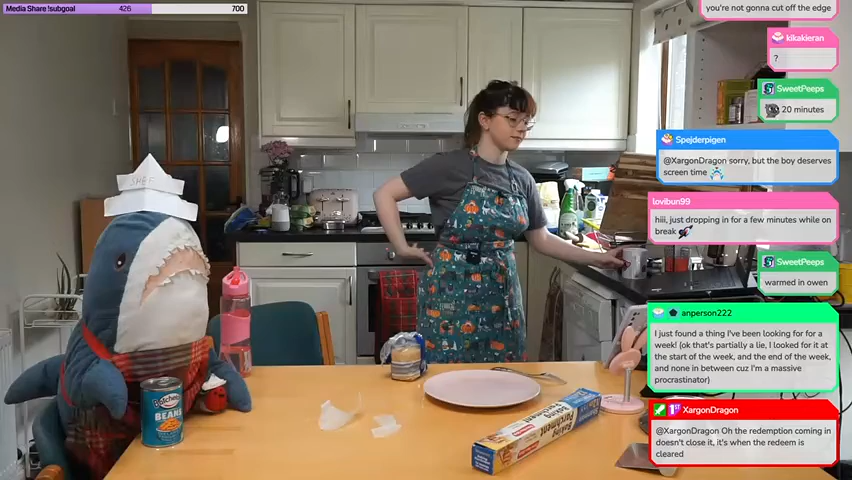 Media Share !subgoal 426 700
you're not gonna cut off the edge
kikakieran
?
SweetPeeps
20 minutes
Spejderpigen
@XargonDragon sorry, but the boy deserves
screen time
lovibun99
hiii, just dropping in for a few minutes while on
break
SweetPeeps
warmed in owen
anperson222
I just found a thing I've been looking for for a
week! (ok that's partially a lie, I looked for it at
the start of the week, and the end of the week,
and none in between cuz I'm a massive
procrastinator)
XargonDragon
@XargonDragon Oh the redemption coming in
doesn't close it, it's when the redeem is
cleared
BEANS
Baking
Parchment
Baking
Parchment